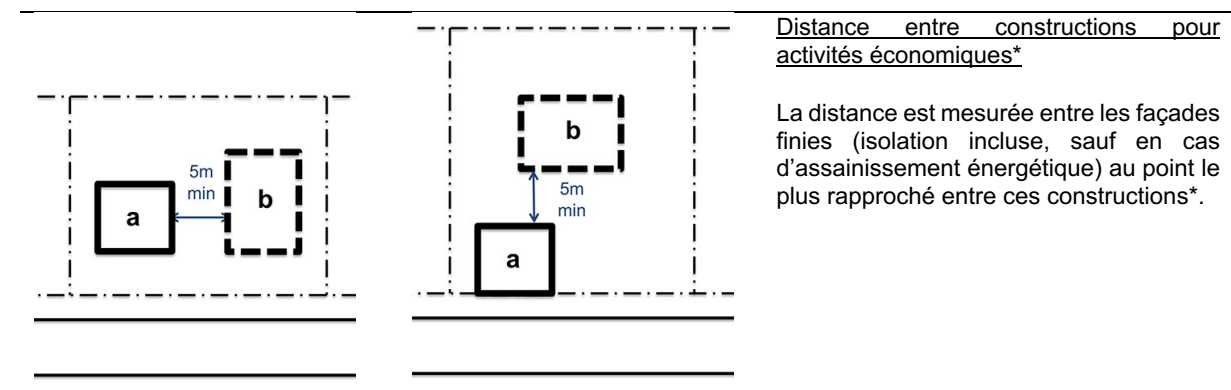 5m
min
a
b
b
5m
min
a
Distance entre constructions pour
activités économiques*
La distance est mesurée entre les façades
finies (isolation incluse, sauf en cas
d’assainissement énergétique) au point le
plus rapproché entre ces constructions*.